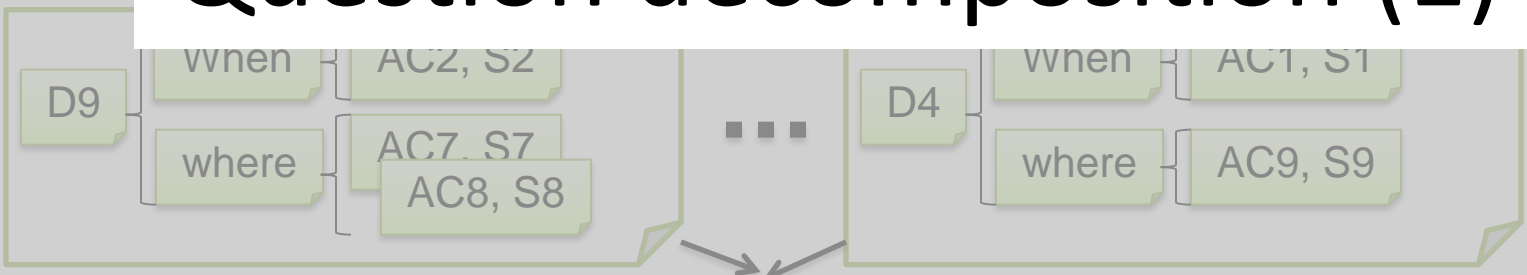 Question decomposition (2)
When AC2, S2
D9
where AC7, S7
AC8, S8
...
When AC1, S1
D4
where AC9, S9